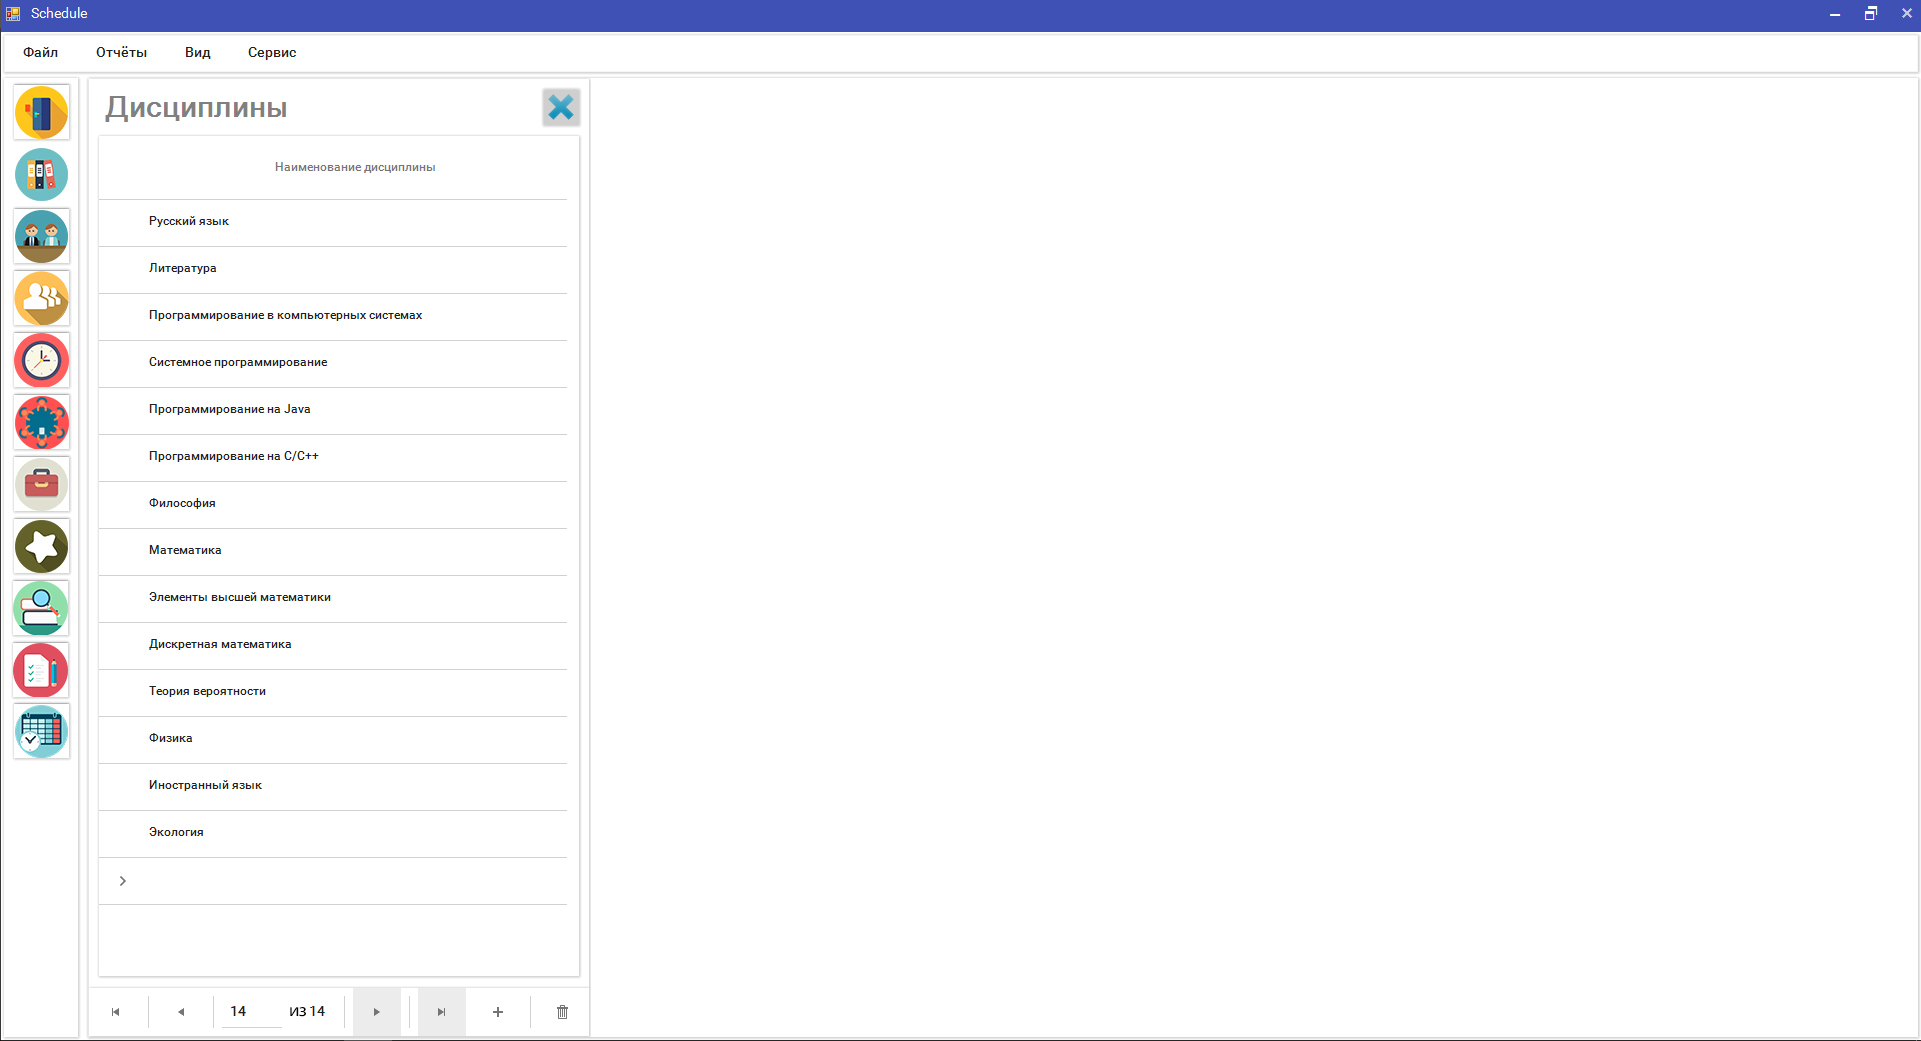 Schedule
Файл Отчёты Вид Сервис
Дисциплины
Наименование дисциплины
Русский язык
Литература
Программирование в компьютерных системах
Системное программирование
Программирование на Java
Программирование на C/C++
Философия
Математика
Элементы высшей математики
Дискретная математика
Теория вероятности
Физика
Иностранный язык
Экология
14 из 14